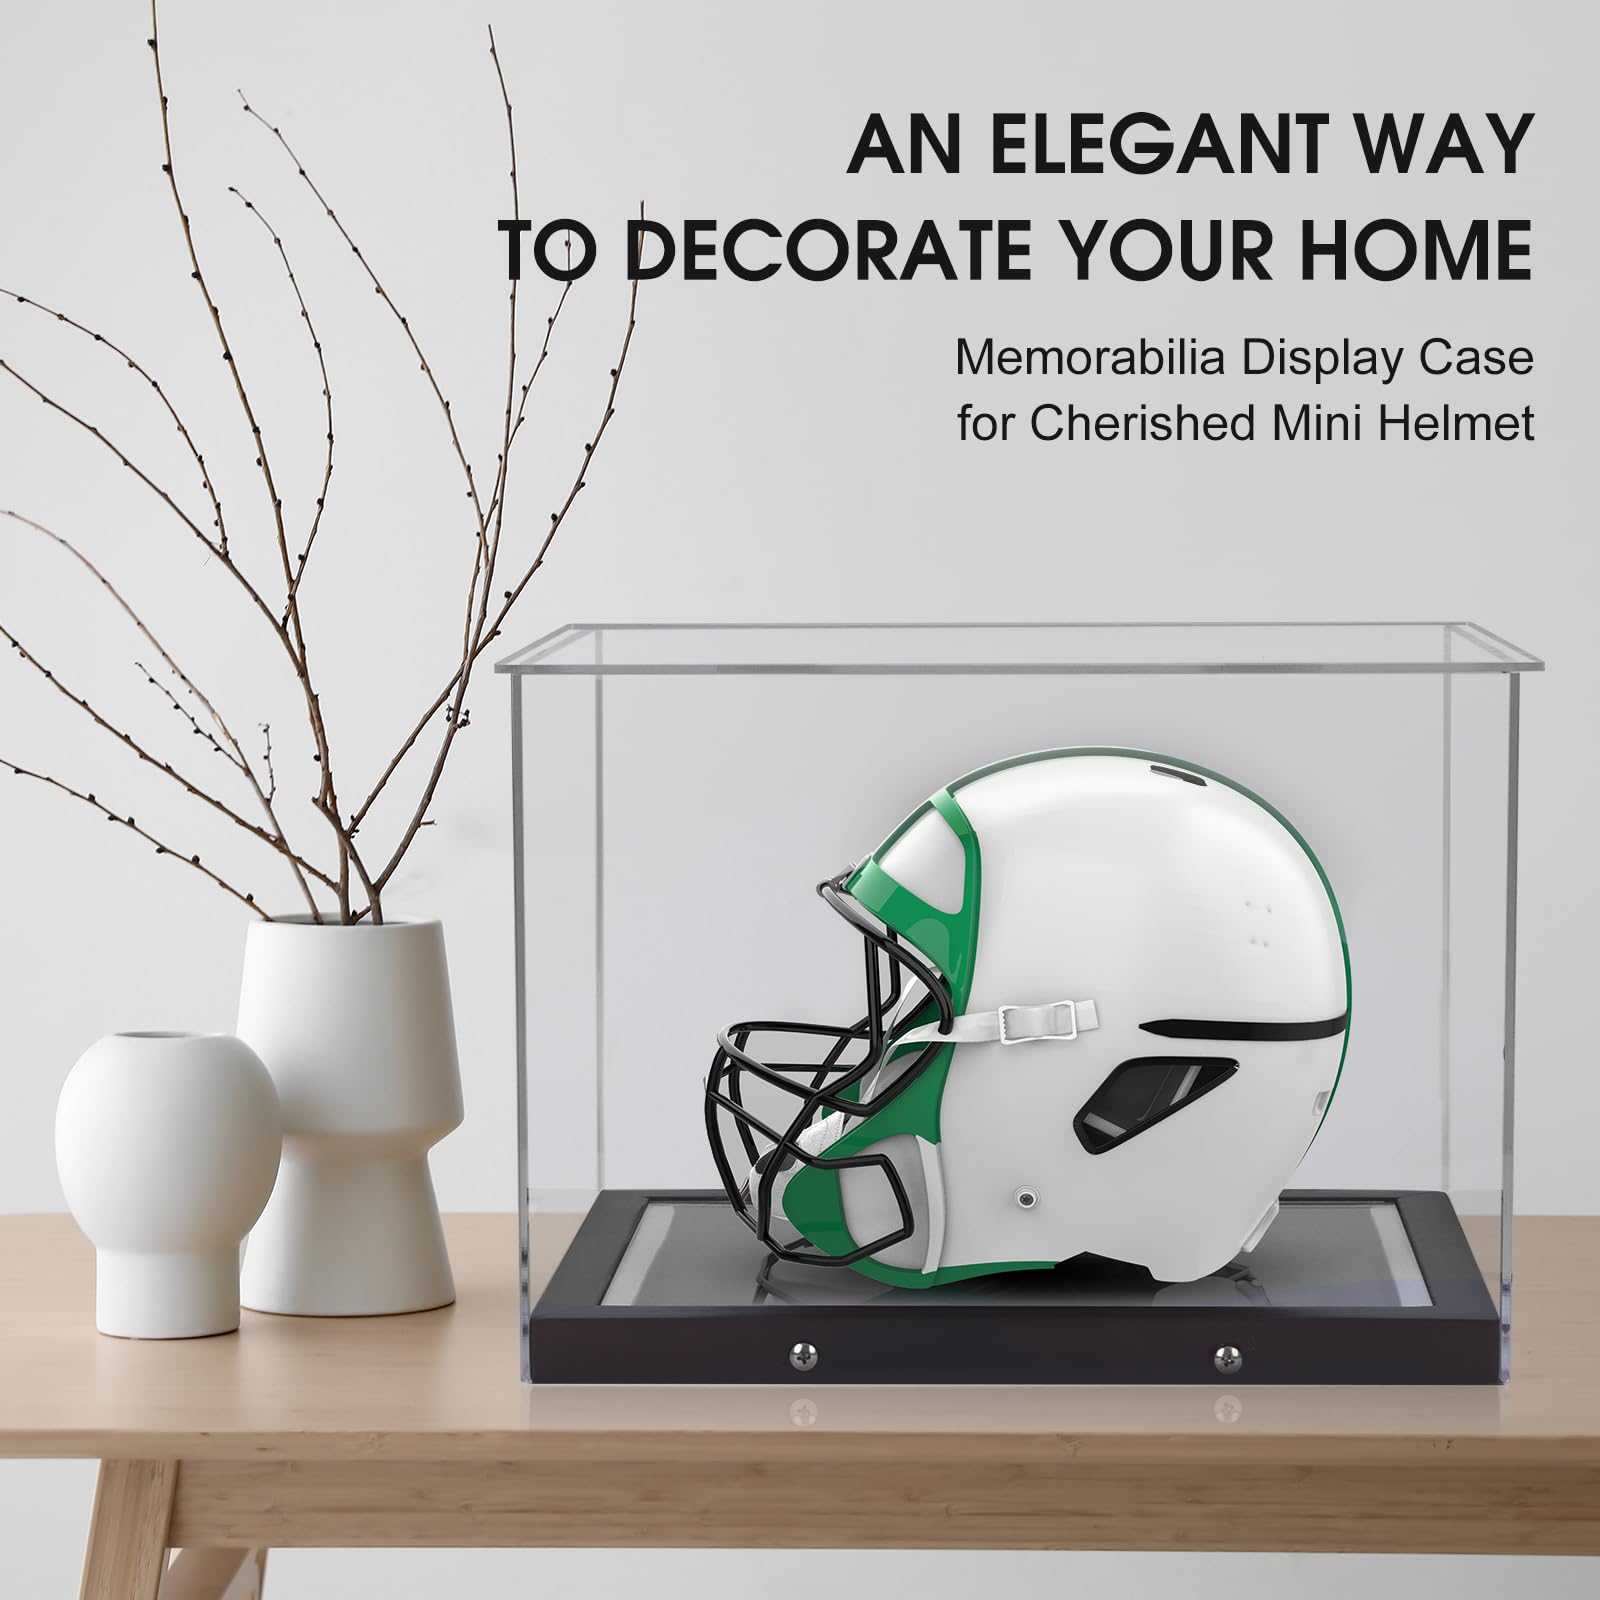 AN ELEGANT WAY
TO DECORATE YOUR HOME
Memorabilia Display Case
for Cherished Mini Helmet